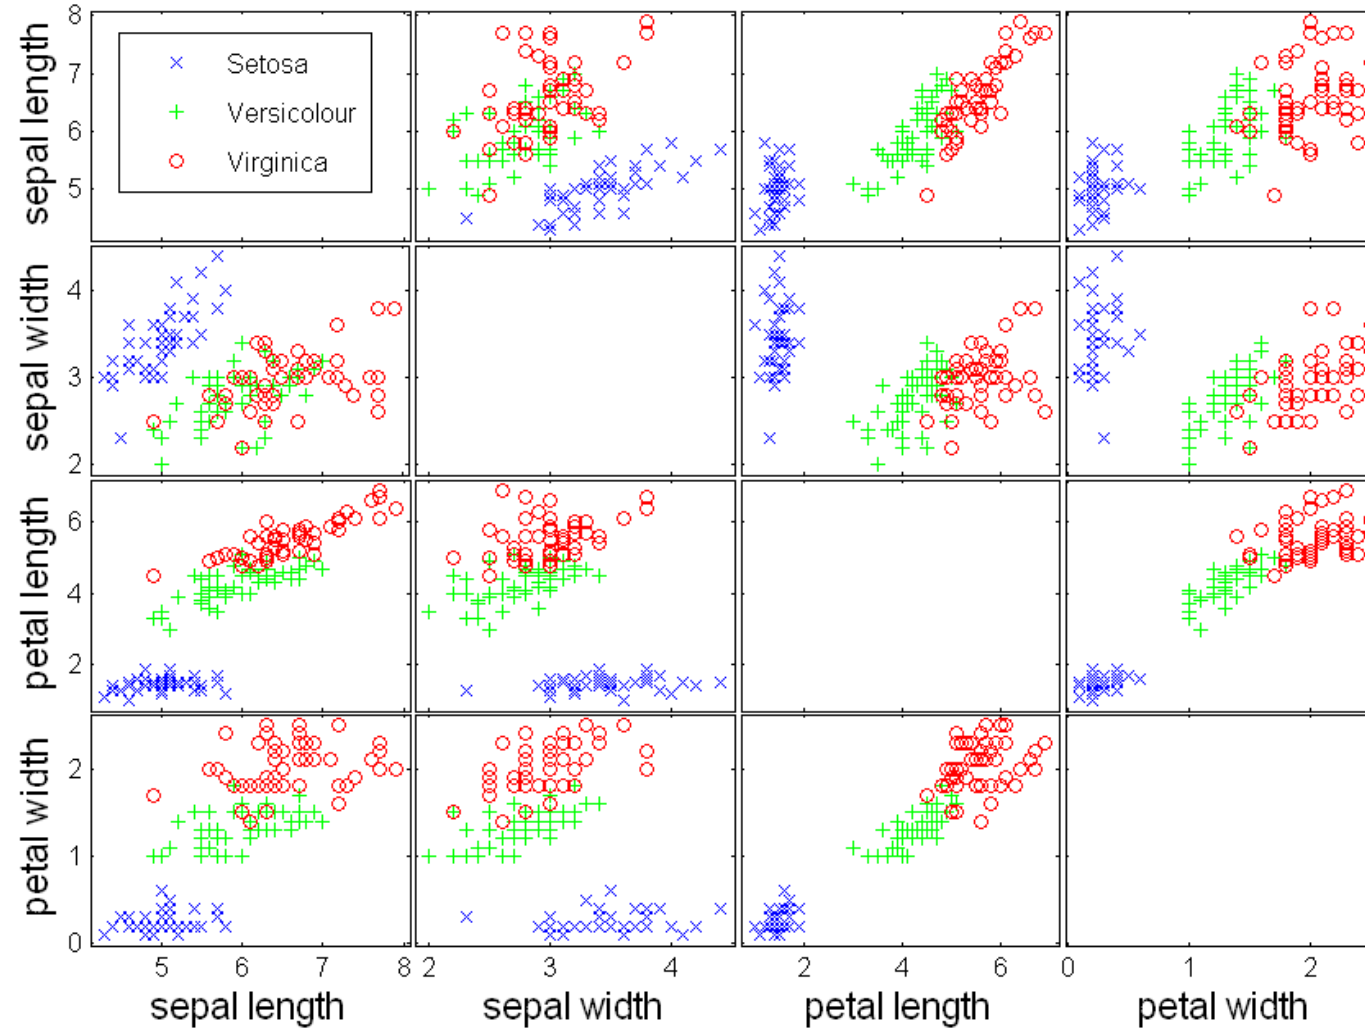 8
7
6
5
sepal length
Setosa
Versicolour
Virginica
4
3
2
sepal width
6
4
2
petal length
2
1
0
petal width
5 6 7 8 2 3 4 2 4 6 0 1 2
sepal length sepal width petal length petal width